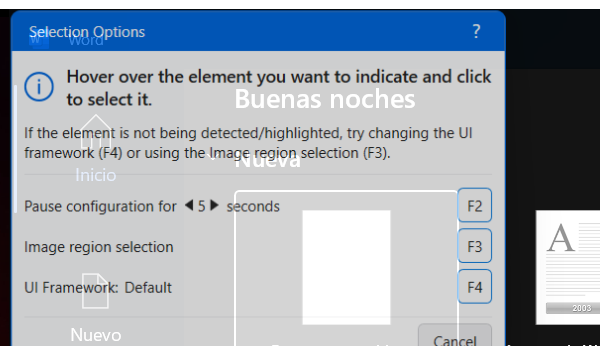 Selection Options ?
Word
Hover over the element you want to indicate and click
to select it.
Buenas noches
If the element is not being detected/highlighted, try changing the UI
framework (F4) or using the Image region selection (F3).
Nueva
Inicio
Pause configuration for 5 seconds F2
Image region selection F3
A
UI Framework: Default F4
2003
Nuevo
Cancel